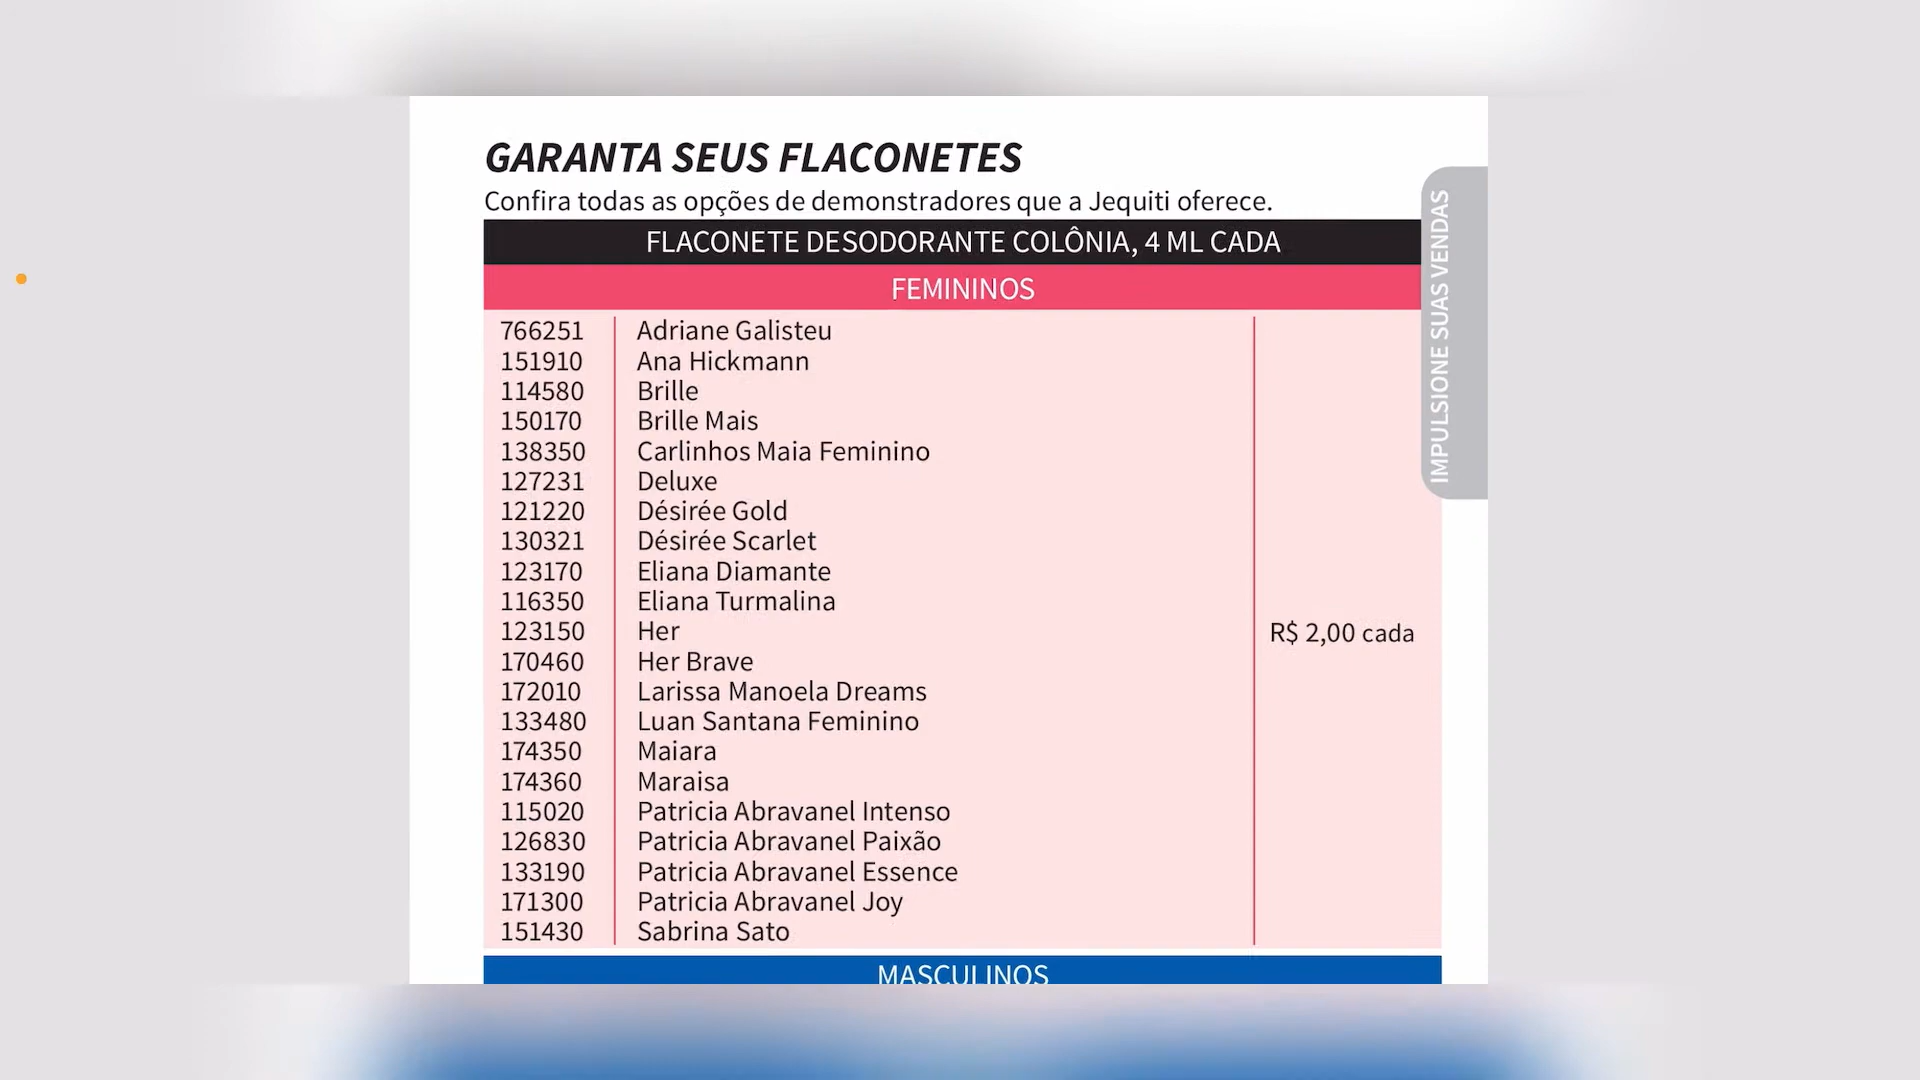 GARANTA SEUS FLACONETES
Confira todas as opções de demonstradores que a Jequiti oferece.
FLACONETE DESODORANTE COLÔNIA, 4 ML CADA
FEMININOS
766251 Adriane Galisteu
151910 Ana Hickmann
114580 Brille
150170 Brille Mais
138350 Carlinhos Maia Feminino
127231 Deluxe
121220 Désirée Gold
130321 Désirée Scarlet
123170 Eliana Diamante
116350 Eliana Turmalina
123150 Her
170460 Her Brave
172010 Larissa Manoela Dreams
133480 Luan Santana Feminino
174350 Maiara
174360 Maraisa
115020 Patricia Abravanel Intenso
126830 Patricia Abravanel Paixão
133190 Patricia Abravanel Essence
171300 Patricia Abravanel Joy
151430 Sabrina Sato
R$ 2,00 cada
MASCULINOS
IMPULSIONE SUAS VENDAS